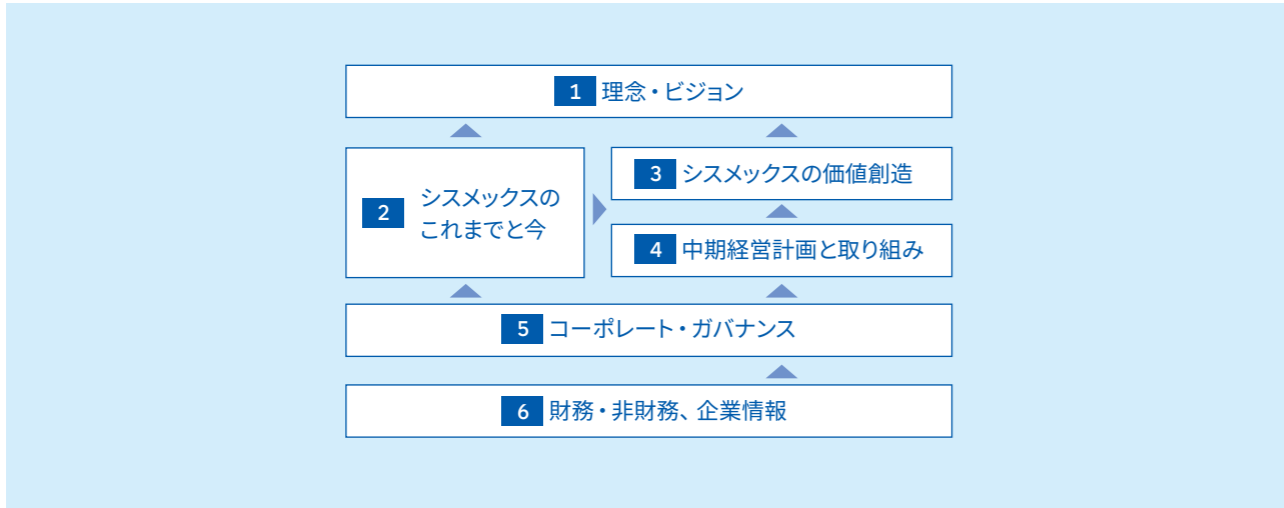 1 理念・ビジョン
2 システメックスの
これまでと今
3 システメックスの価値創造
4 中期経営計画と取り組み
5 コーポレート・ガバナンス
6 財務・非財務、企業情報